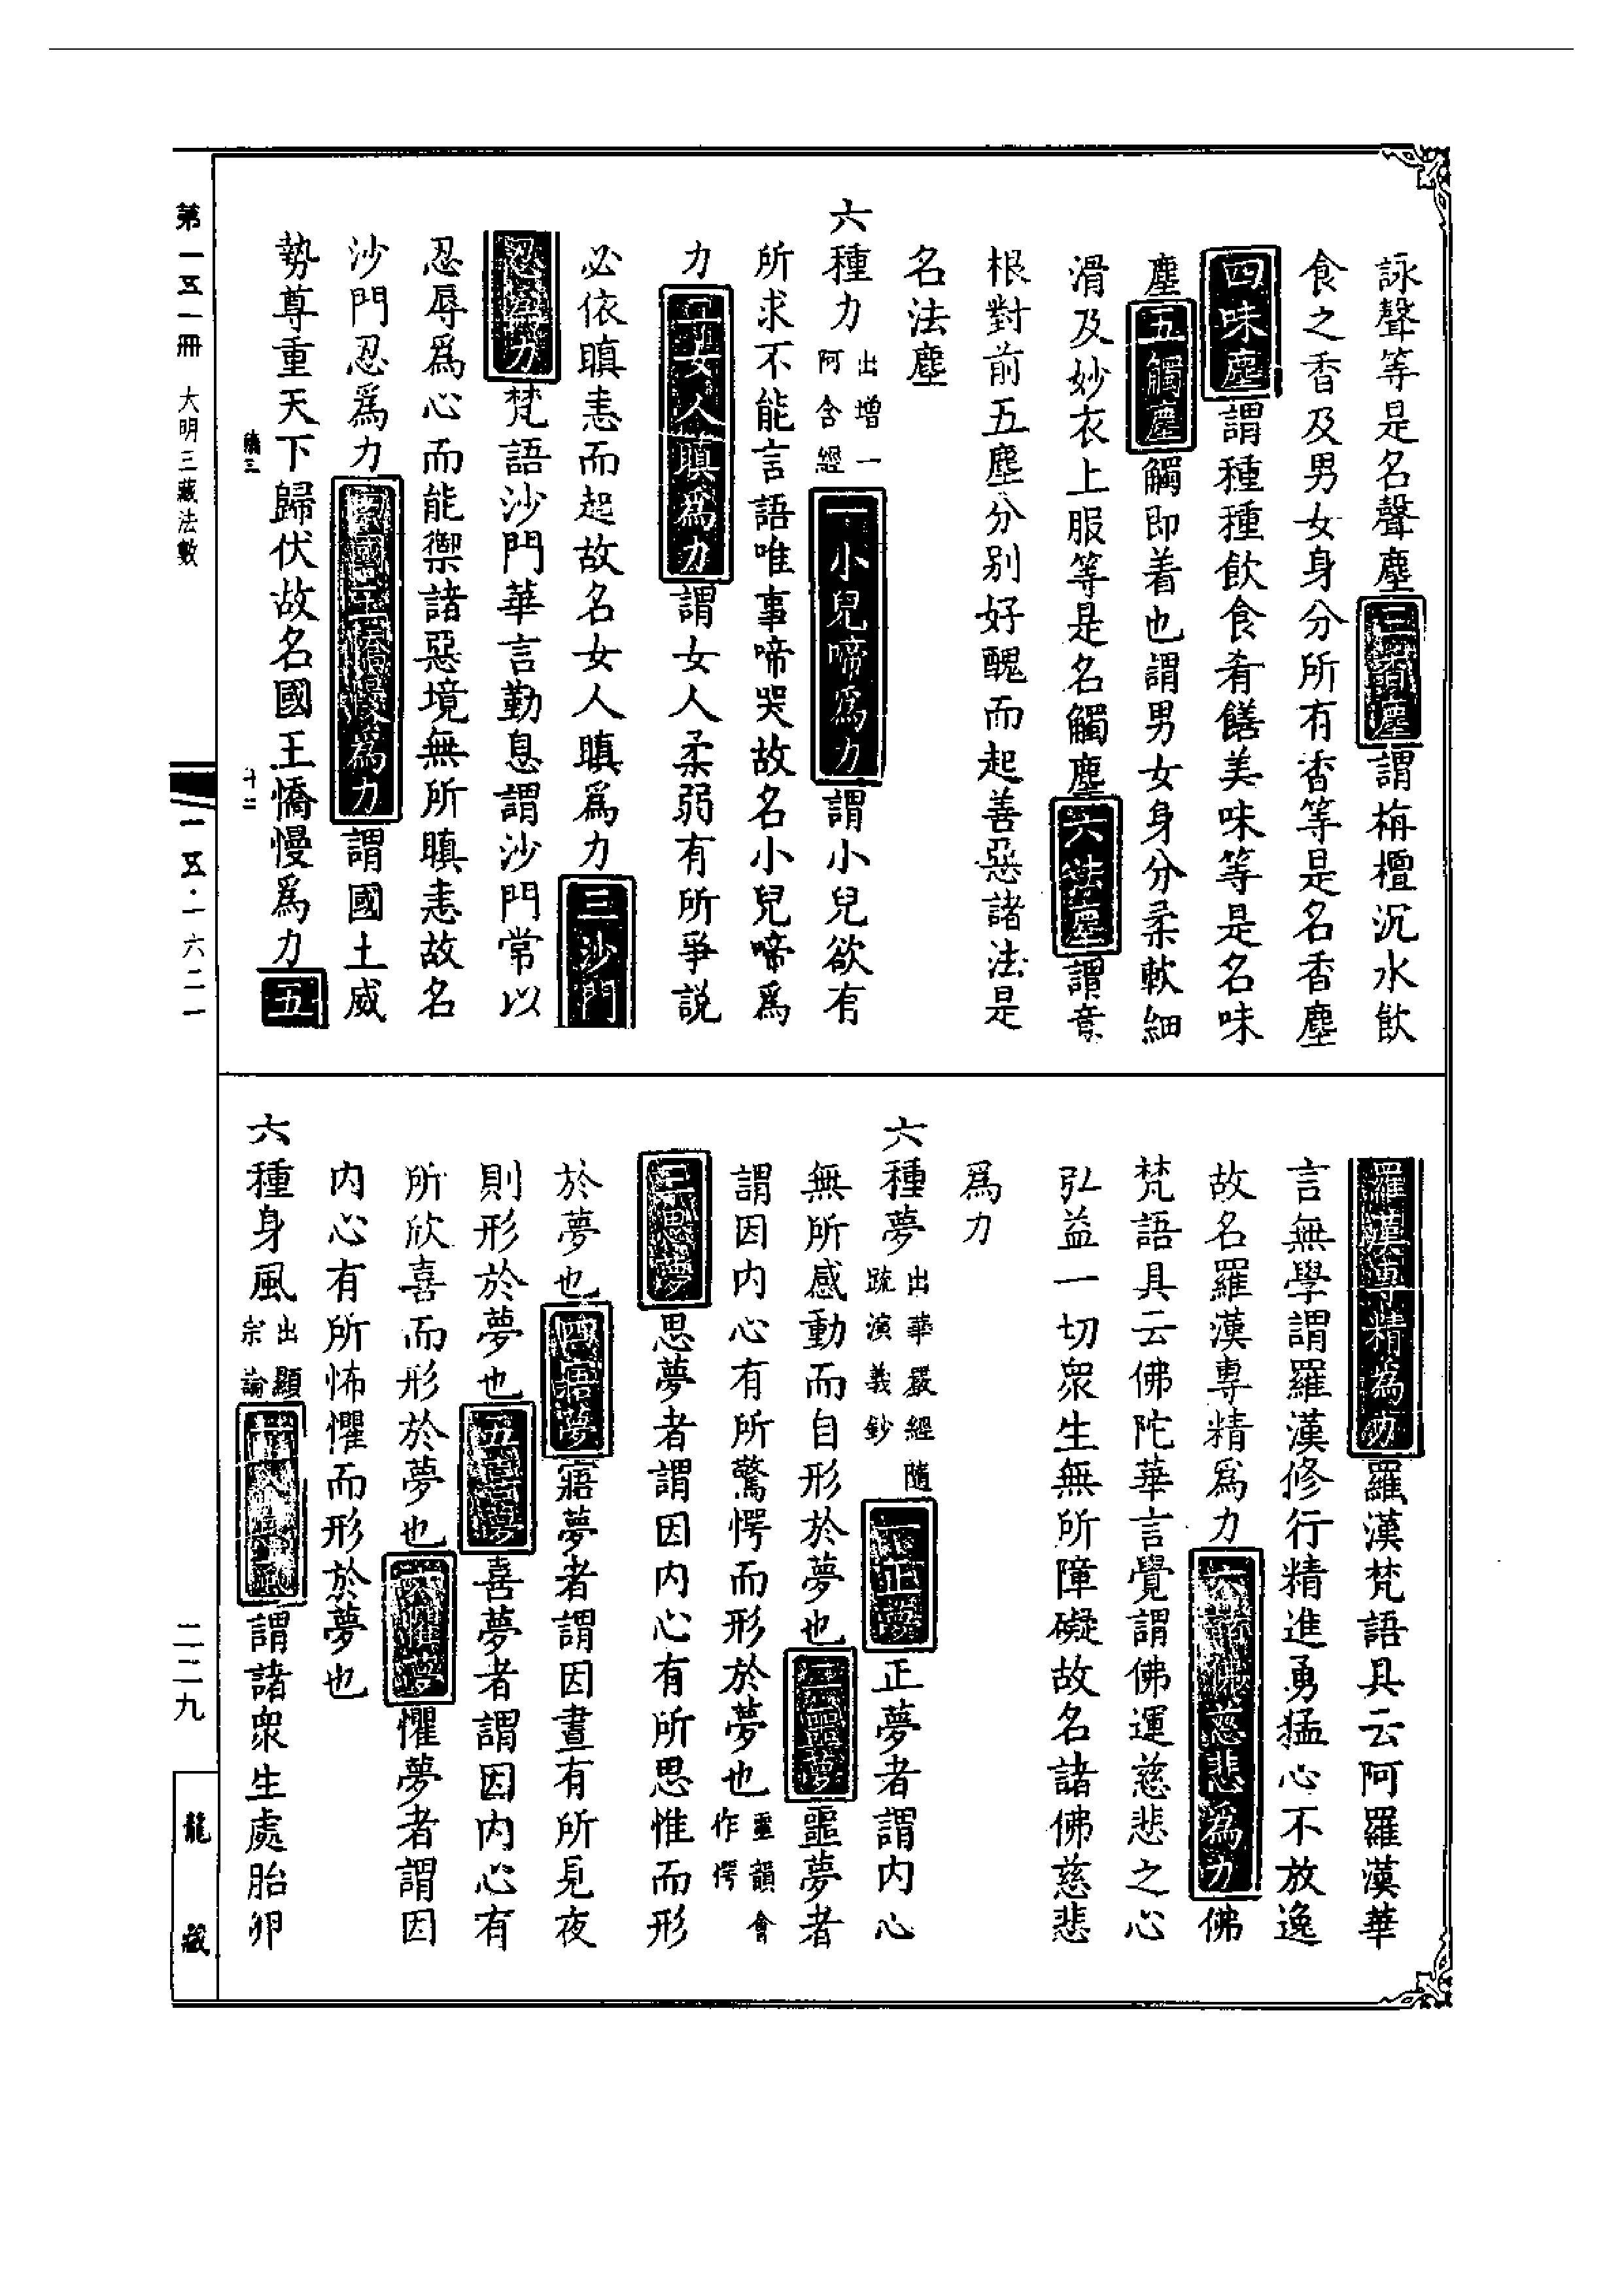 詠聲等是名聲塵三香塵謂栴檀沉水飲
食之香及男女身分所有香等是名香塵
四味塵謂種種飲食肴饍美味等是名味
塵五觸塵觸即着也謂男女身分柔軟細
滑及妙衣上服等是名觸塵六法塵謂意
根對前五塵分别好醜而起善惡諸法是
名法塵
六種力出增一阿含經一小兒啼為力謂小兒欲有
所求不能言語唯事啼哭故名小兒啼爲
力二女人瞋為力謂女人柔弱有所爭説
必依瞋恚而起故名女人瞋爲力三沙門
忍為力梵語沙門華言勤息謂沙門常以
忍辱爲心而能禦諸惡境無所瞋恚故名
沙門忍爲力四國王憍慢為力謂國土威
勢尊重天下歸伏故名國王憍慢爲力五
羅漢專精為力羅漢梵語具云阿羅漢華
言無學謂羅漢修行精進勇猛心不放逸
故名羅漢專精爲力六諸佛慈悲為力佛
梵語具云佛陀華言覺謂佛運慈悲之心
弘益一切衆生無所障礙故名諸佛慈悲
爲力
六種夢出華嚴經隨疏演義鈔一正夢正夢者謂内心
無所感動而自形於夢也二噩夢噩夢者
謂因内心有所驚愕而形於夢也噩韻會作愕
三思夢思夢者謂因内心有所思惟而形
於夢也四寤夢寤夢者謂因晝有所見夜
則形於夢也五喜夢喜夢者謂因内心有
所欣喜而形於夢也六懼夢懼夢者謂因
内心有所怖懼而形於夢也
六種身風出顯宗論一入風謂諸衆生處胎卵
第一五一冊 大明三藏法數
十二
一五·一六二一
二二九
龍藏